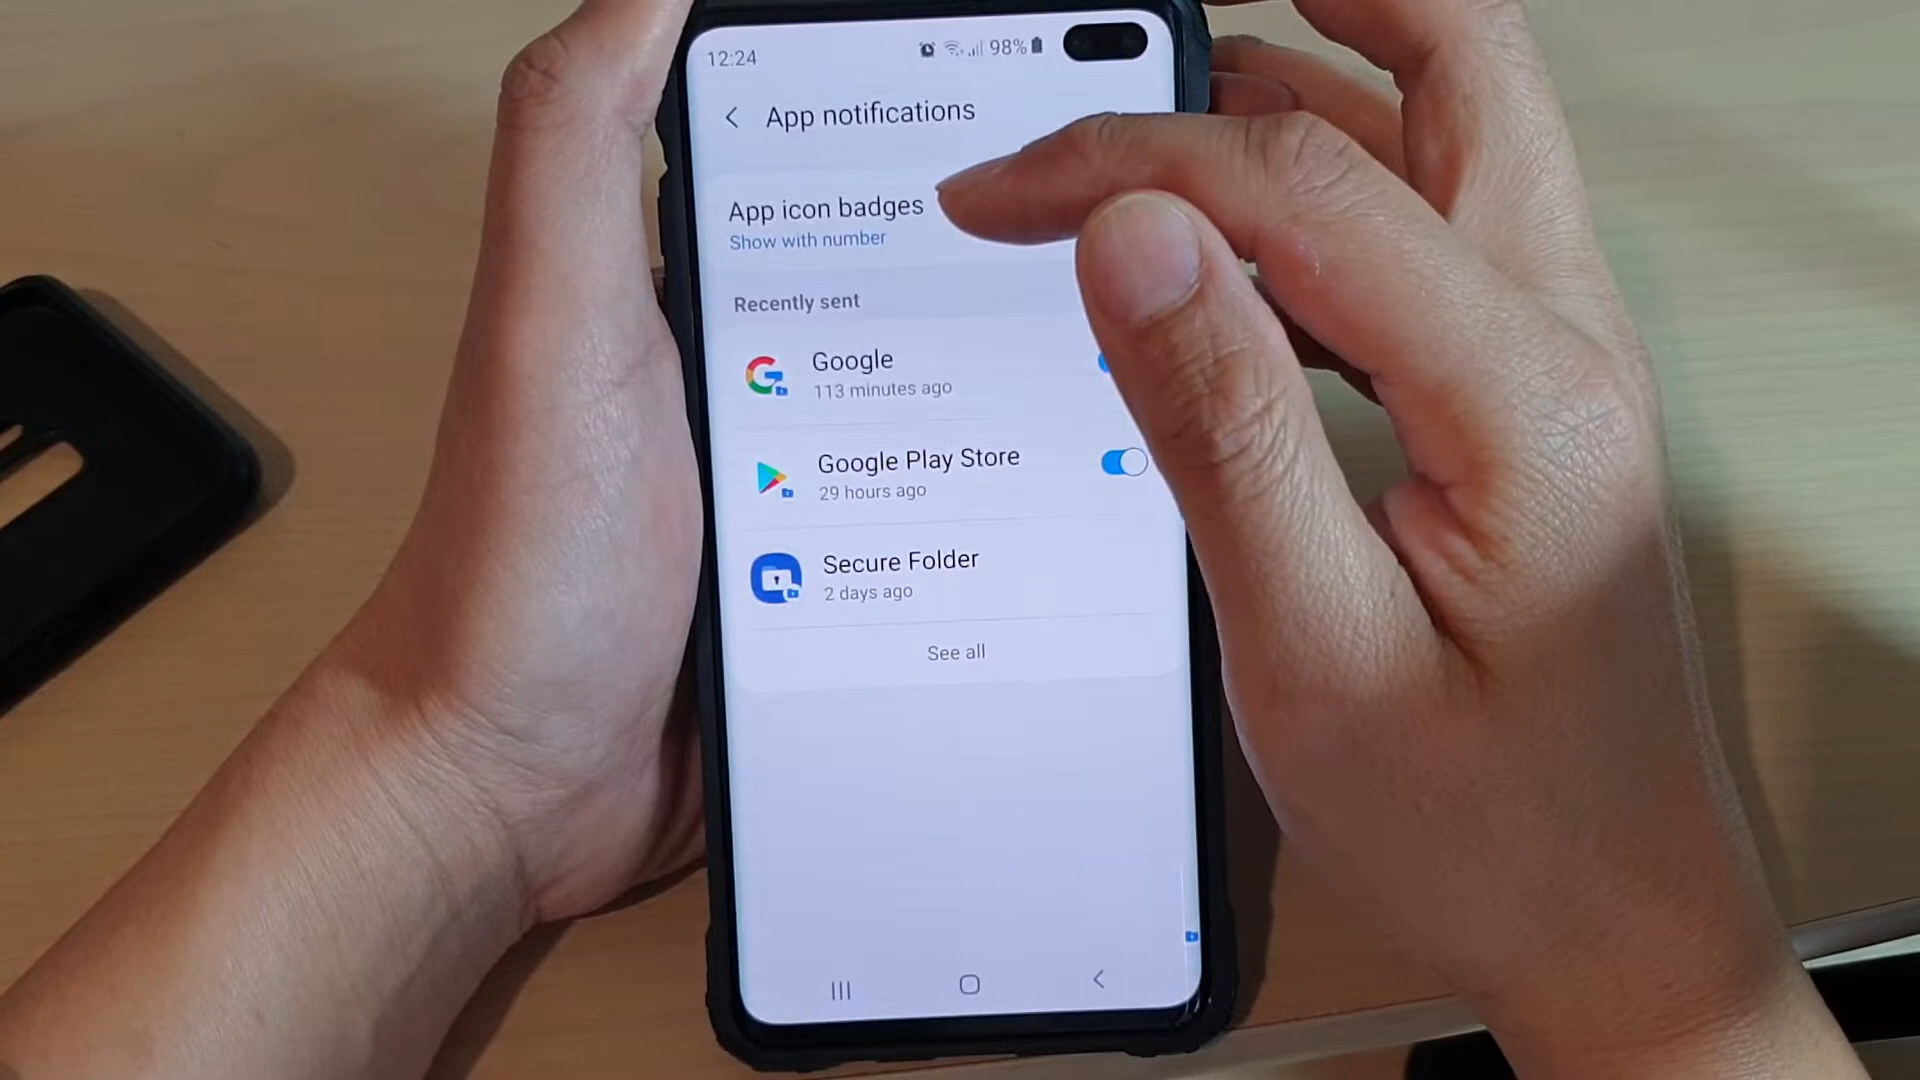 12:24
98%
App notifications
App icon badges
Show with number
Recently sent
Google
113 minutes ago
Google Play Store
29 hours ago
Secure Folder
2 days ago
See all